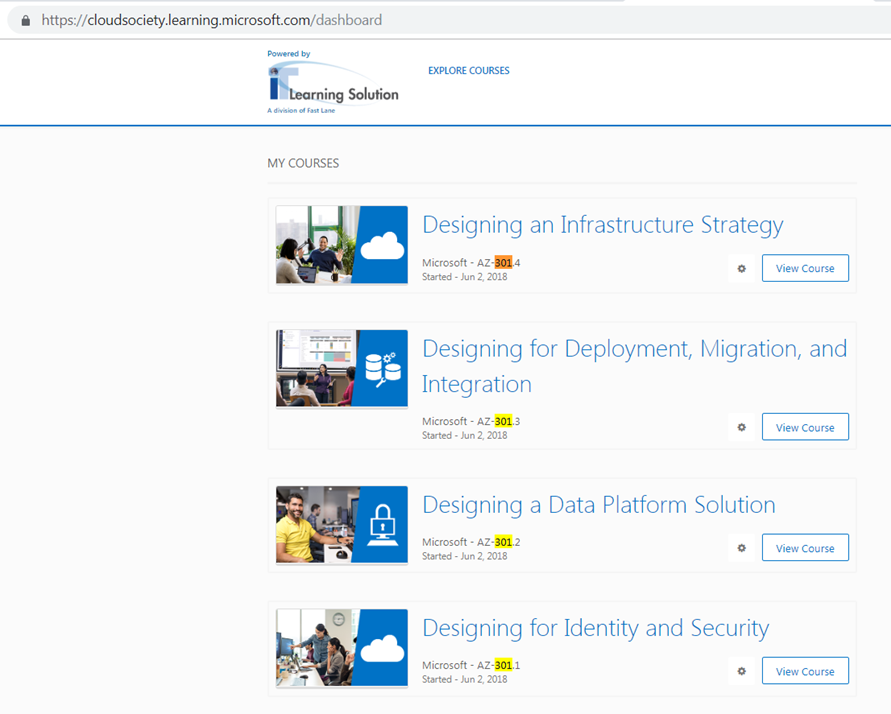 https://cloudsociety.learning.microsoft.com/dashboard
Powered by
iT Learning Solution
A division of Fast Lane
EXPLORE COURSES
MY COURSES
Designing an Infrastructure Strategy
Microsoft - AZ-301.4
Started - Jun 2, 2018
View Course
Designing for Deployment, Migration, and
Integration
Microsoft - AZ-301.3
Started - Jun 2, 2018
View Course
Designing a Data Platform Solution
Microsoft - AZ-301.2
Started - Jun 2, 2018
View Course
Designing for Identity and Security
Microsoft - AZ-301.1
Started - Jun 2, 2018
View Course